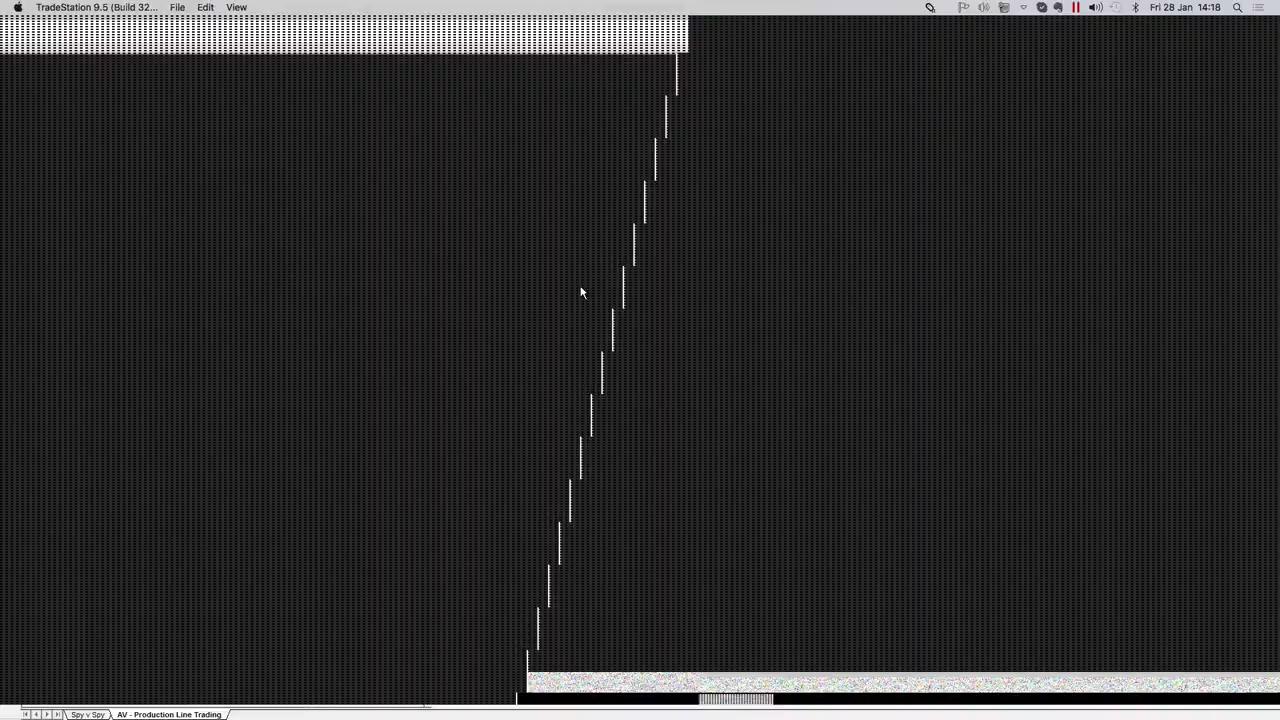 TradeStation 9.5 (Build 32... File Edit View Fri 28 Jan 14:18
Spy v Spy AV - Production Line Trading